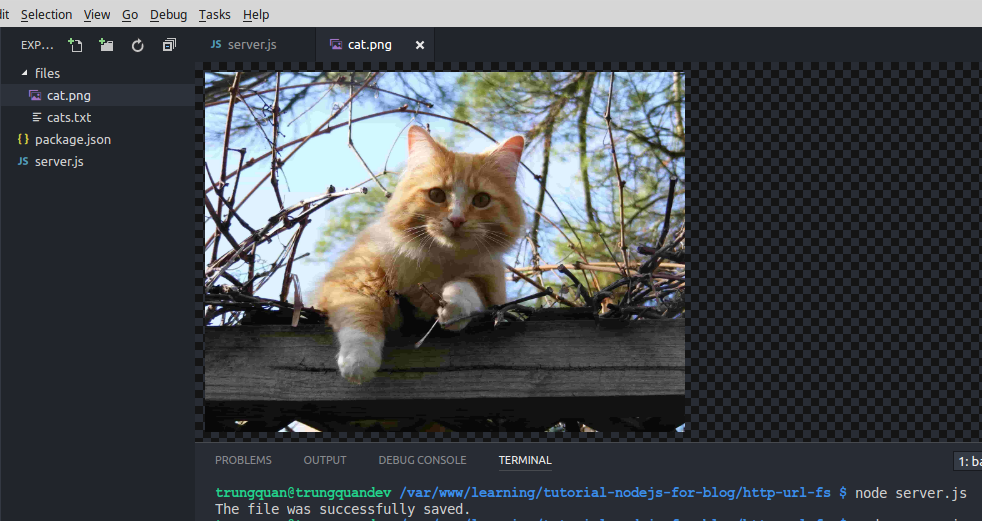 it Selection View Go Debug Tasks Help
EXP...
JS server.js
cat.png
files
cat.png
cats.txt
{ } package.json
JS server.js
PROBLEMS OUTPUT DEBUG CONSOLE TERMINAL
1: ba
trungquan@trungquandev /var/www/learning/tutorial-nodejs-for-blog/http-url-fs $ node server.js
The file was successfully saved.